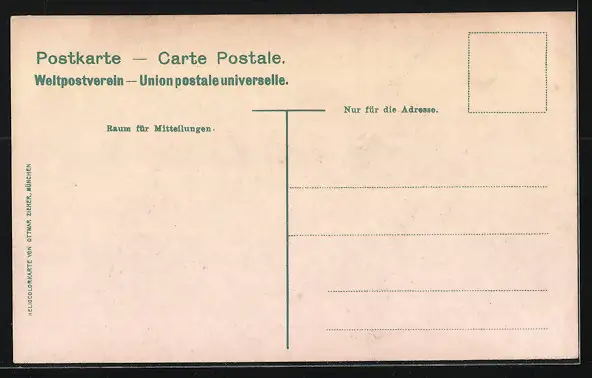 Postkarte — Carte Postale.
Weltpostverein — Union postale universelle.
Nur für die Adresse.
Raum für Mitteilungen.
HELIOCOLORKARTE VON OTTMAR ZIEHER, MÜNCHEN